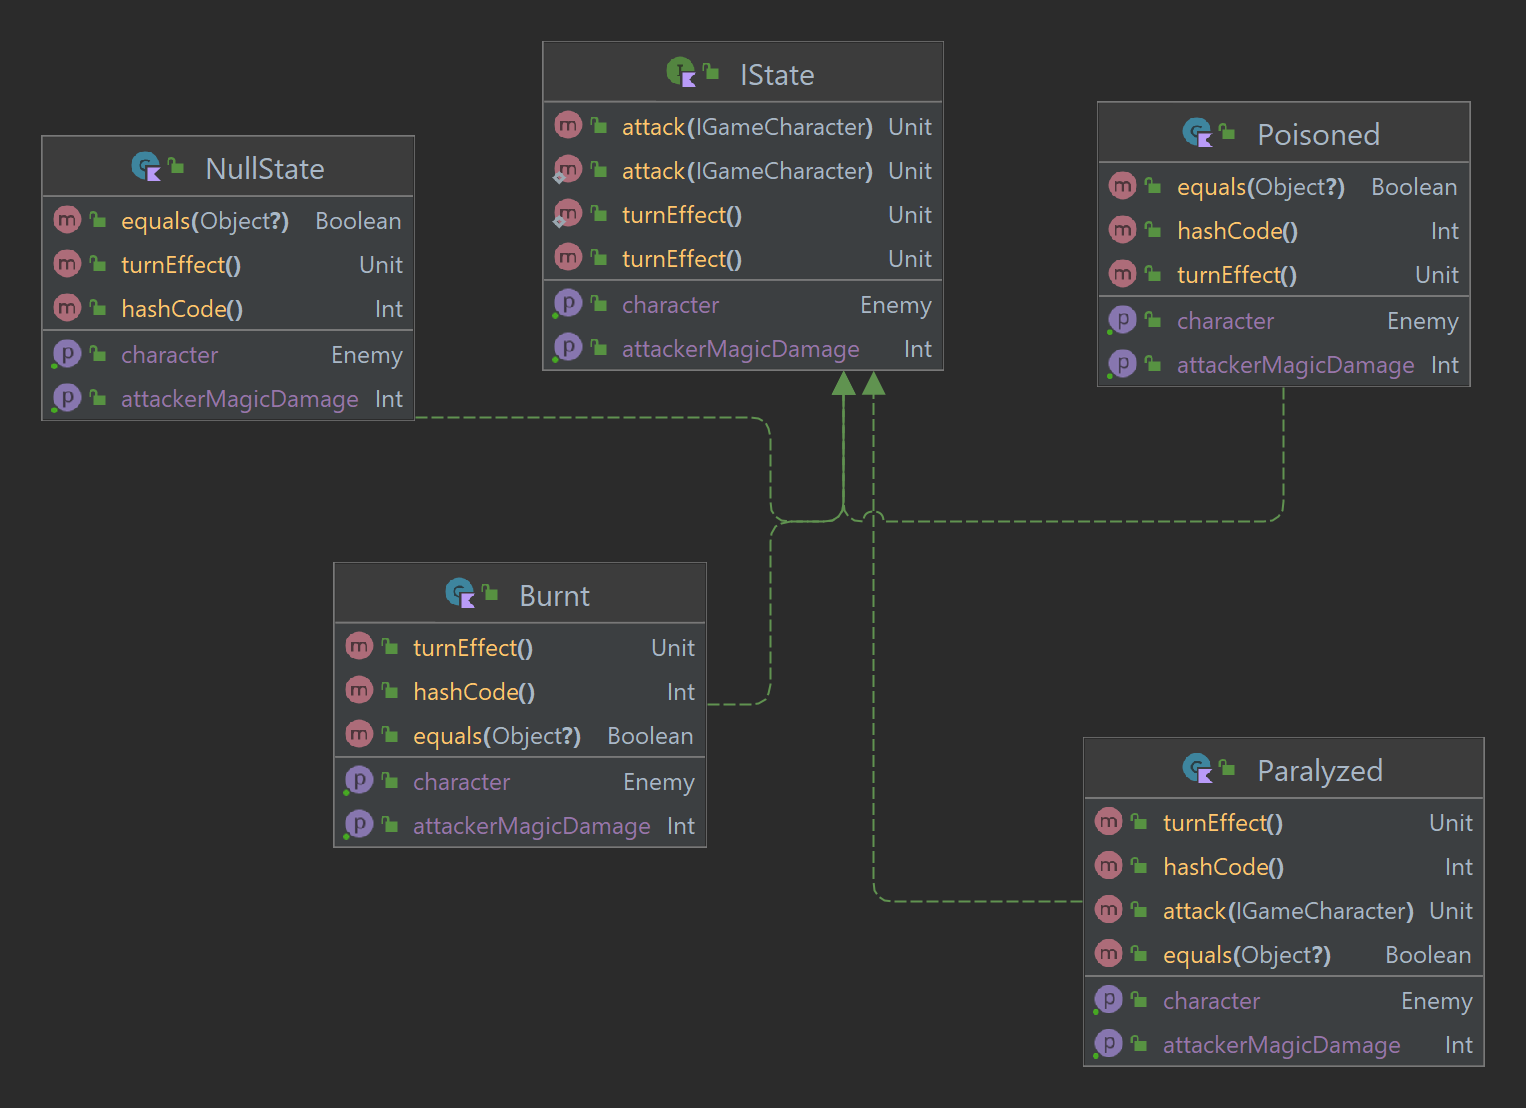 IState
attack(IGameCharacter) Unit
attack(IGameCharacter) Unit
turnEffect() Unit
turnEffect() Unit
character Enemy
attackerMagicDamage Int
NullState
equals(Object?) Boolean
turnEffect() Unit
hashCode() Int
character Enemy
attackerMagicDamage Int
Poisoned
equals(Object?) Boolean
hashCode() Int
turnEffect() Unit
character Enemy
attackerMagicDamage Int
Burnt
turnEffect() Unit
hashCode() Int
equals(Object?) Boolean
character Enemy
attackerMagicDamage Int
Paralyzed
turnEffect() Unit
hashCode() Int
attack(IGameCharacter) Unit
equals(Object?) Boolean
character Enemy
attackerMagicDamage Int